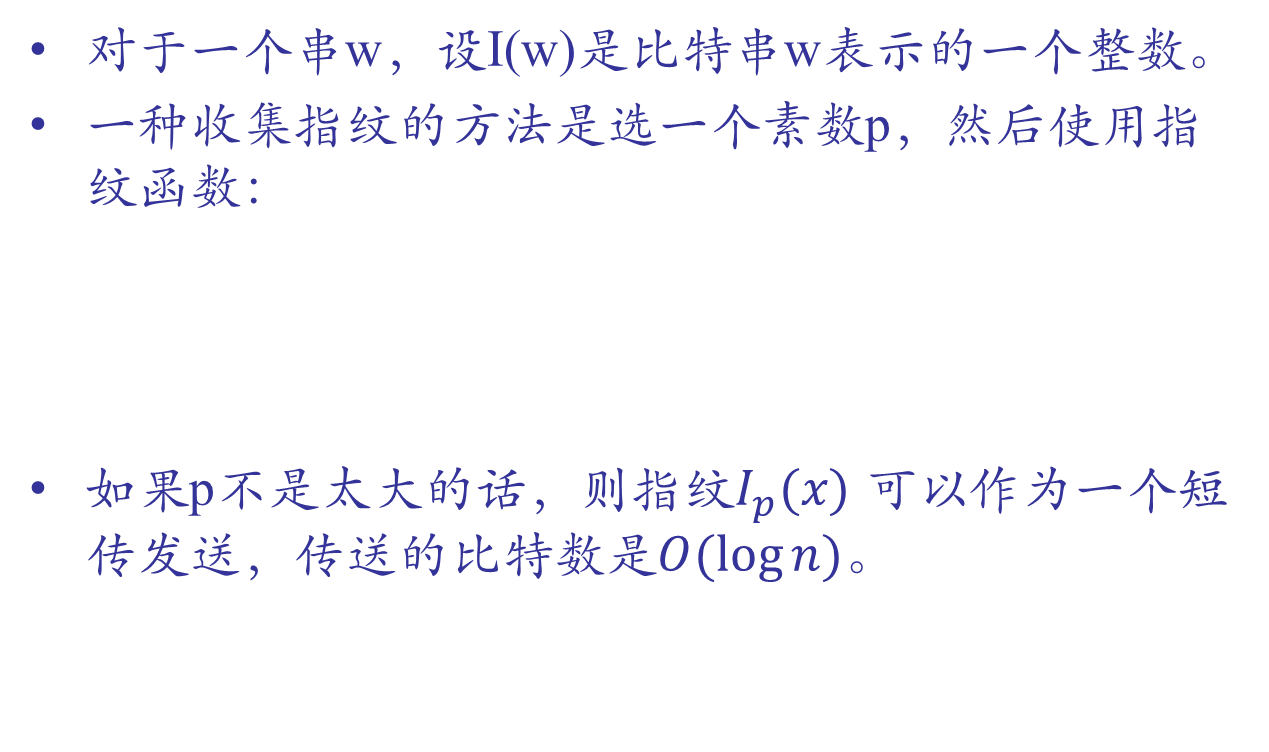 • 对于一个串w，设I(w)是比特串w表示的一个整数。
• 一种收集指纹的方法是选一个素数p，然后使用指
纹函数：
• 如果p不是太大的话，则指纹Iₚ(x) 可以作为一个短
传发送，传送的比特数是O(log n)。